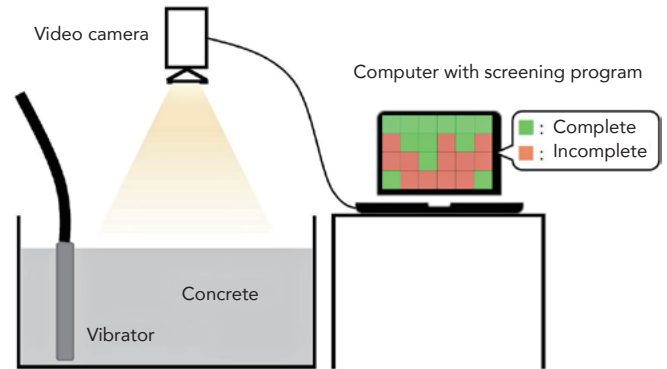 Video camera
Computer with screening program
: Complete
: Incomplete
Concrete
Vibrator